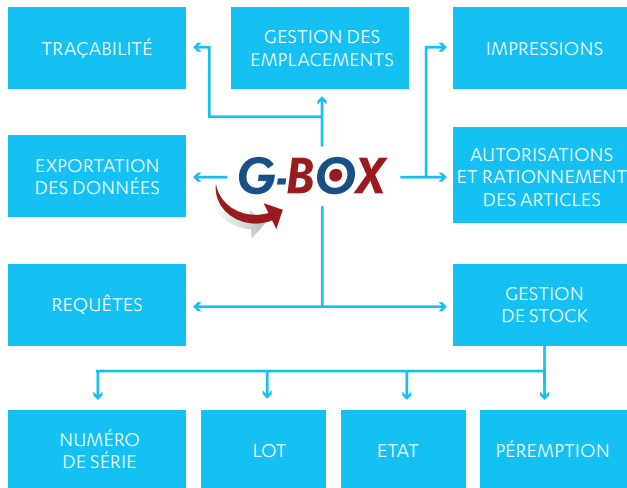 TRAÇABILITÉ
GESTION DES
EMPLACEMENTS
IMPRESSIONS
EXPORTATION
DES DONNÉES
G-BOX
AUTORISATIONS
ET RATIONNEMENT
DES ARTICLES
REQUÊTES
GESTION
DE STOCK
NUMÉRO
DE SÉRIE
LOT
ETAT
PÉREMPTION